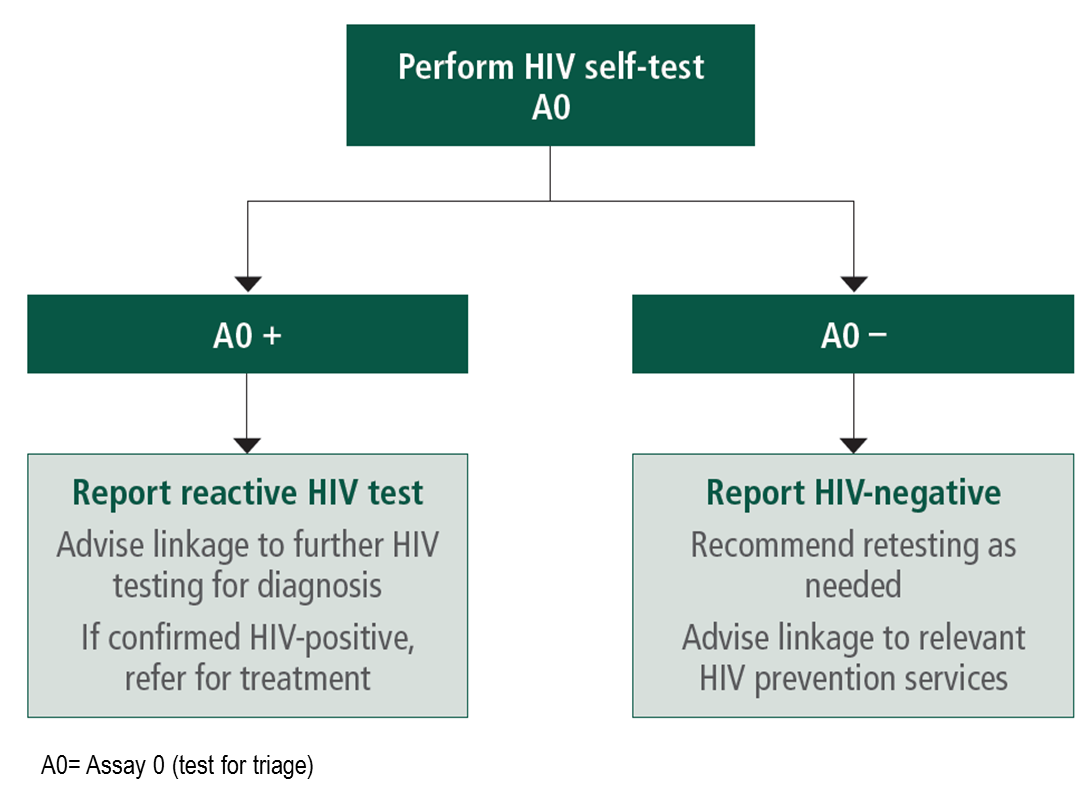 Perform HIV self-test
A0
A0 +
A0 –
Report reactive HIV test
Advise linkage to further HIV
testing for diagnosis
If confirmed HIV-positive,
refer for treatment
Report HIV-negative
Recommend retesting as
needed
Advise linkage to relevant
HIV prevention services
A0= Assay 0 (test for triage)